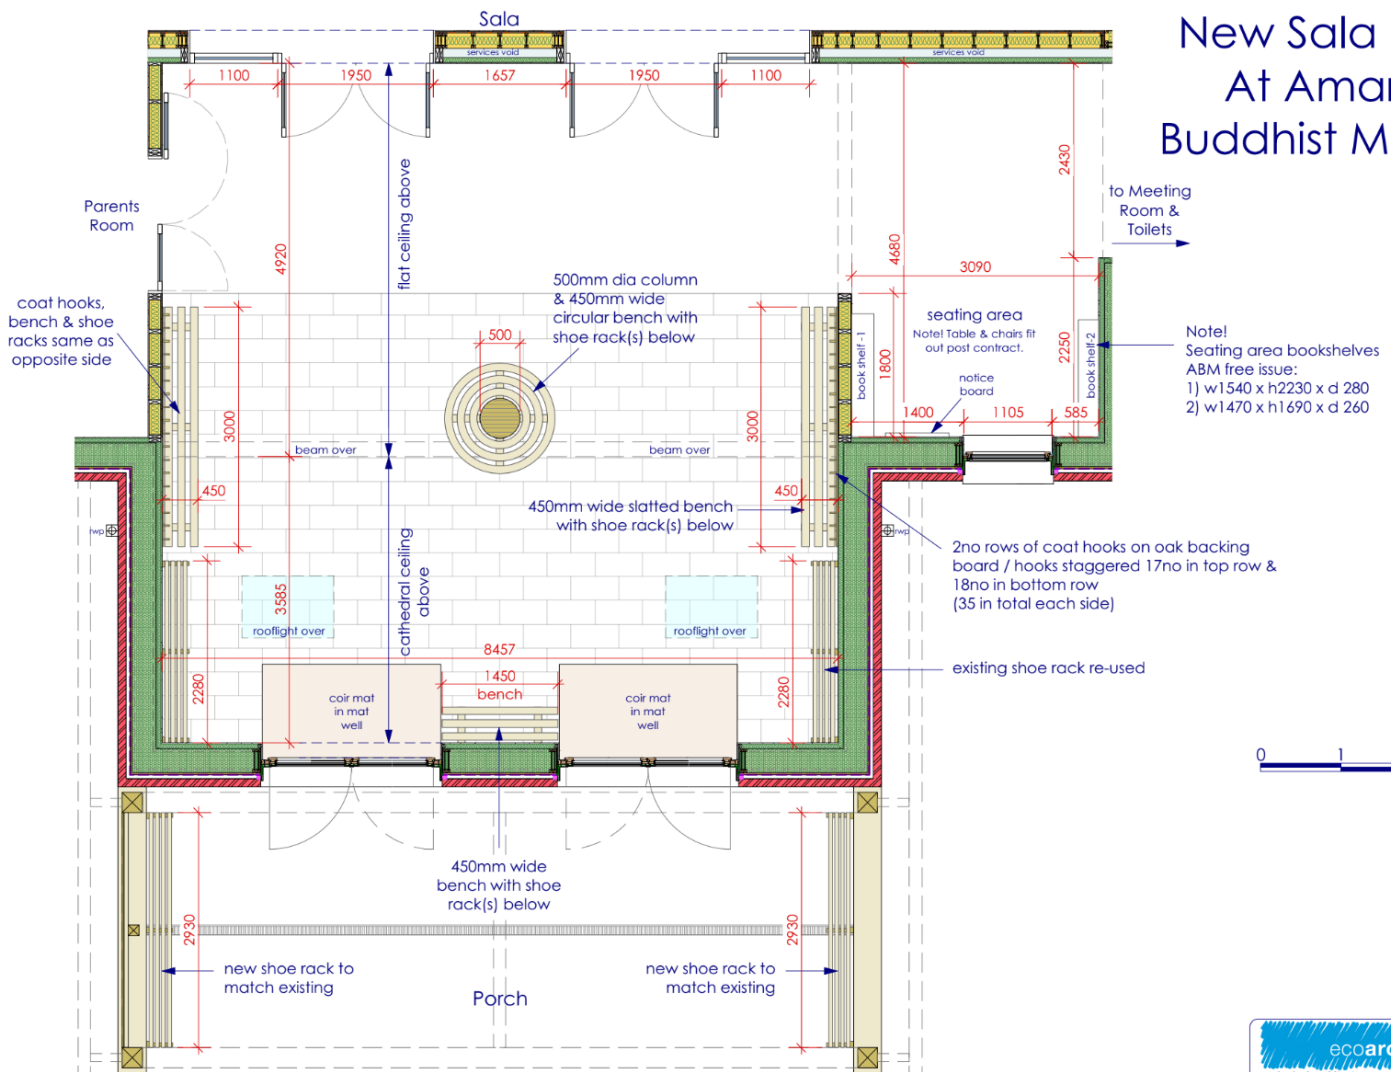 Sala
New Sala
At Amar
Buddhist M
services void
services void
1100
1950
1657
1950
1100
Parents
Room
flat ceiling above
4920
4680
2430
to Meeting
Room &
Toilets
3090
coat hooks,
bench & shoe
racks same as
opposite side
500mm dia column
& 450mm wide
circular bench with
shoe rack(s) below
500
seating area
Note! Table & chairs fit
out post contract.
notice
board
book shelf -1
1800
2250
book shelf-2
Note!
Seating area bookshelves
ABM free issue:
1) w1540 x h2230 x d 280
2) w1470 x h1690 x d 260
3000
3000
1400
1105
585
beam over
beam over
450
450
450mm wide slatted bench
with shoe rack(s) below
rwp
rwp
2no rows of coat hooks on oak backing
board / hooks staggered 17no in top row &
18no in bottom row
(35 in total each side)
3585
cathedral ceiling
above
rooflight over
rooflight over
8457
2280
2280
1450
bench
existing shoe rack re-used
coir mat
in mat
well
coir mat
in mat
well
0
1
450mm wide
bench with shoe
rack(s) below
2930
2930
new shoe rack to
match existing
new shoe rack to
match existing
Porch
ecoarc